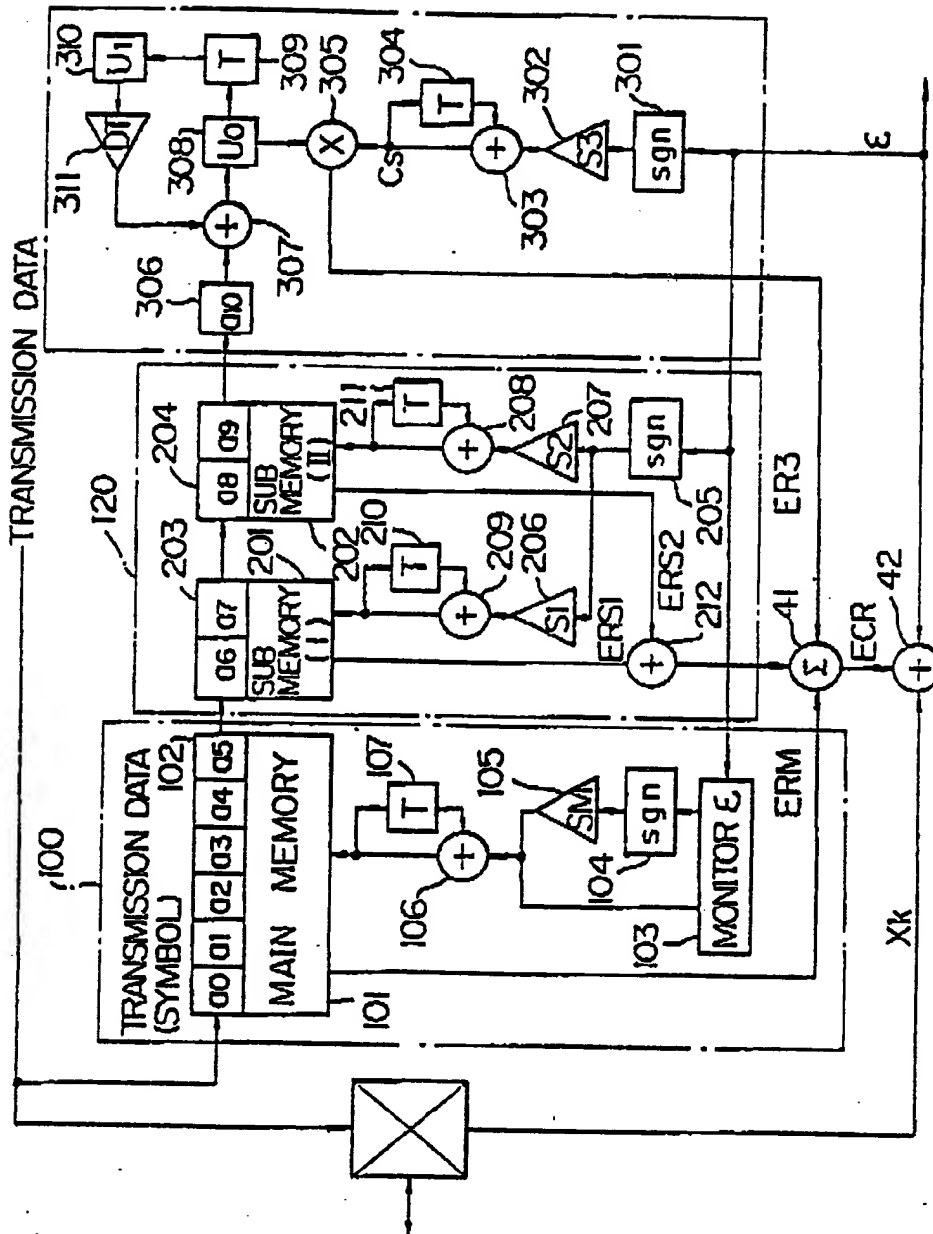 TRANSMISSION DATA
100
TRANSMISSION DATA
(SYMBOL)
102
a0 a1 a2 a3 a4 a5
MAIN MEMORY
101
107
T
+
106
105
SM
104
sgn
103
MONITOR ε
ERM
120
203
a6 a7
SUB
MEMORY
(I)
201
204
a8 a9
SUB
MEMORY
(II)
202
210
T
+
209
S1
206
211
T
+
208
S2
207
sgn
205
ERS1
ERS2
+
212
306
a10
+
307
308
U0
T
309
310
U1
311
DT
X
305
Cs
T
304
+
303
S3
302
sgn
301
ε
ER3
Σ
41
ECR
+
42
Xk